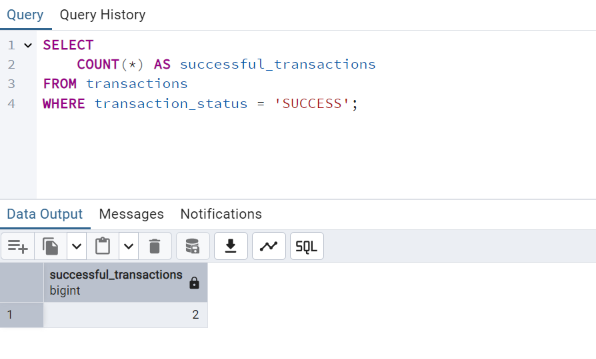 Query Query History
1 SELECT
2 COUNT(*) AS successful_transactions
3 FROM transactions
4 WHERE transaction_status = 'SUCCESS';
Data Output Messages Notifications
SQL
successful_transactions
bigint
1 2